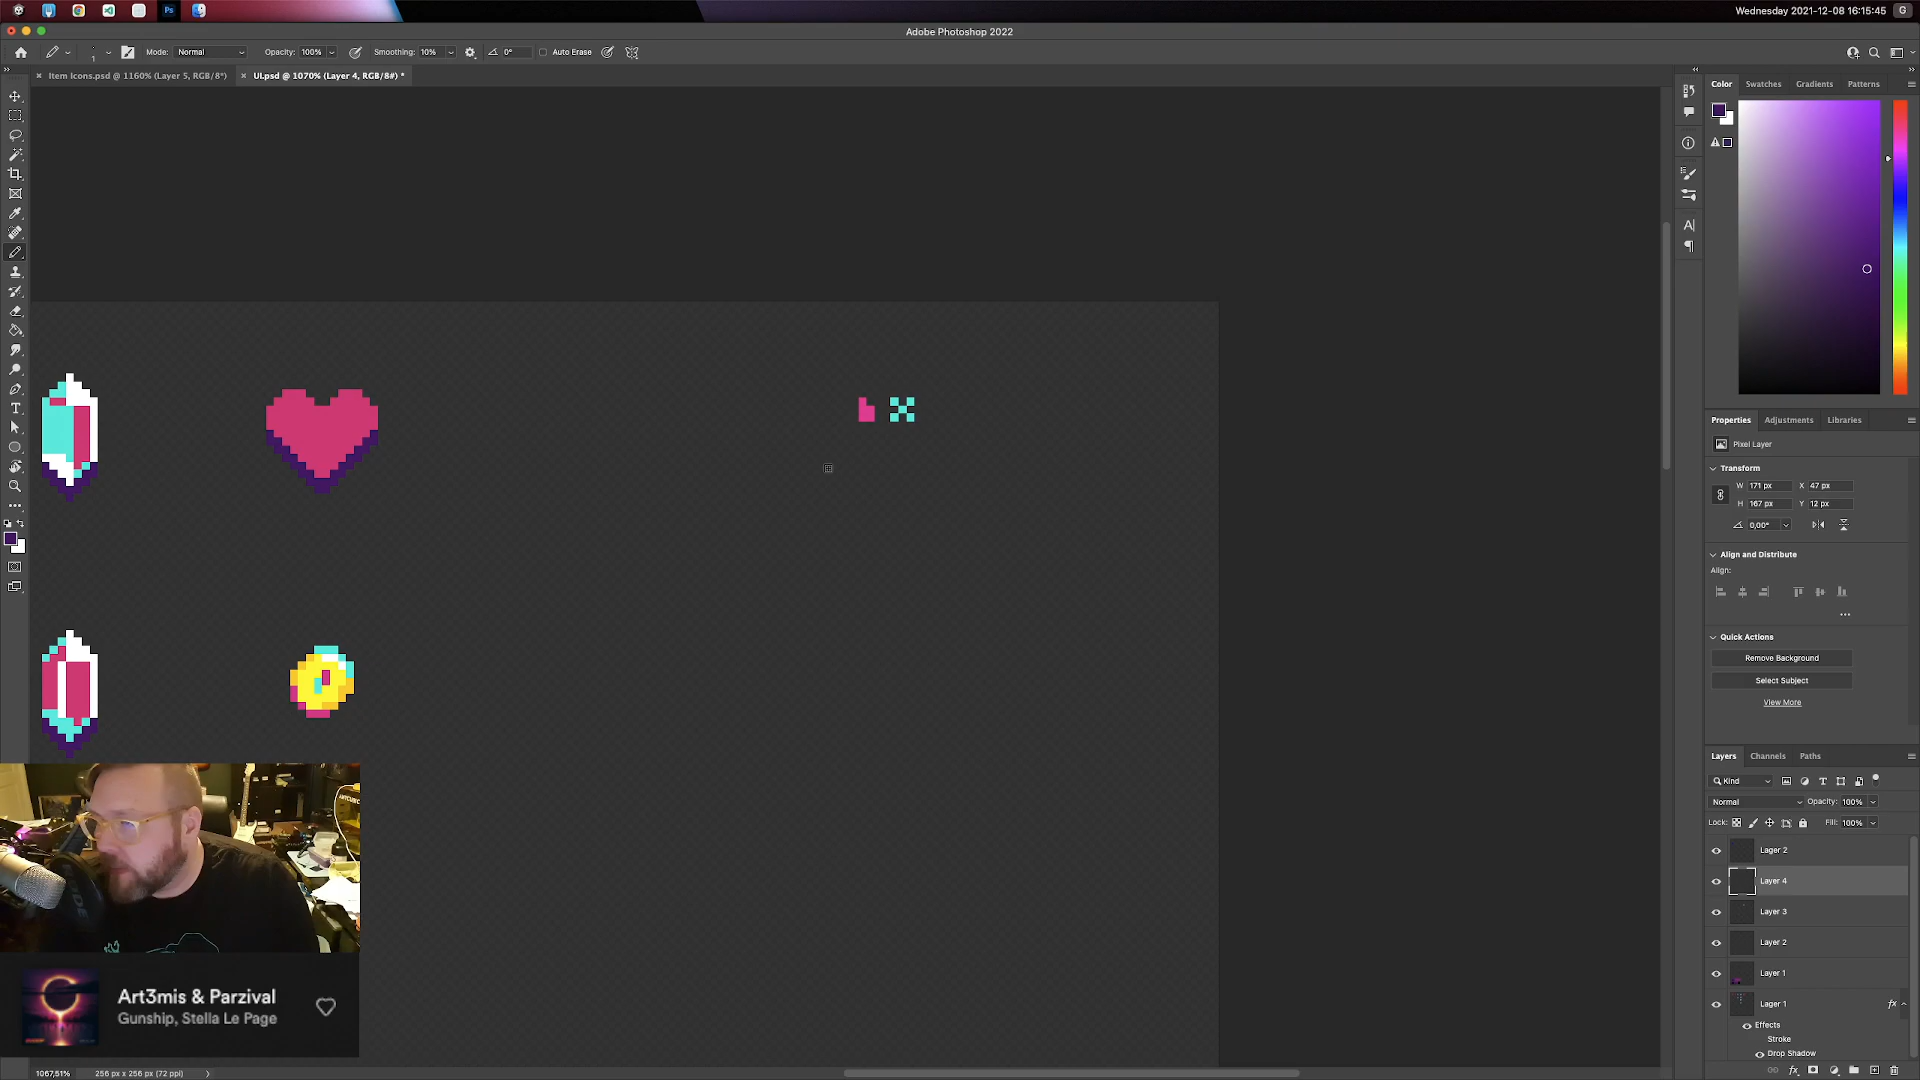 Ps
Wednesday 2021-12-08 16:15:45
G
Adobe Photoshop 2022
1
Mode: Normal
Opacity: 100%
Smoothing: 10%
0°
Auto Erase
Item Icons.psd @ 1160% (Layer 5, RGB/8*)
UI.psd @ 1070% (Layer 4, RGB/8#) *
Color
Swatches
Gradients
Patterns
Properties
Adjustments
Libraries
Pixel Layer
Transform
W 171 px X 47 px
H 167 px Y 12 px
0,00°
Align and Distribute
Align:
Quick Actions
Remove Background
Select Subject
View More
Layers
Channels
Paths
Kind
Normal
Opacity: 100%
Lock:
Fill: 100%
Layer 2
Layer 4
Layer 3
Layer 2
Layer 1
Layer 1
fx
Effects
Stroke
Drop Shadow
Art3mis & Parzival
Gunship, Stella Le Page
1067,51%
256 px x 256 px (72 ppi)